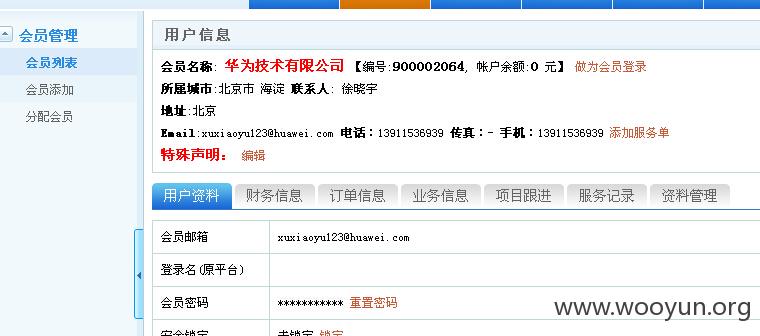 会员管理
会员列表
会员添加
分配会员
用户信息
会员名称: 华为技术有限公司 【编号:900002064, 帐户余额:0 元】 做为会员登录
所属城市:北京市 海淀 联系人: 徐晓宇
地址:北京
Email:xuxiaoyu123@huawei.com 电话：13911536939 传真：- 手机：13911536939 添加服务单
特殊声明： 编辑
用户资料 财务信息 订单信息 业务信息 项目跟进 服务记录 资料管理
会员邮箱 xuxiaoyu123@huawei.com
登录名(原平台)
会员密码 *********** 重置密码
安全锁定 未锁定 锁定
www.wooyun.org